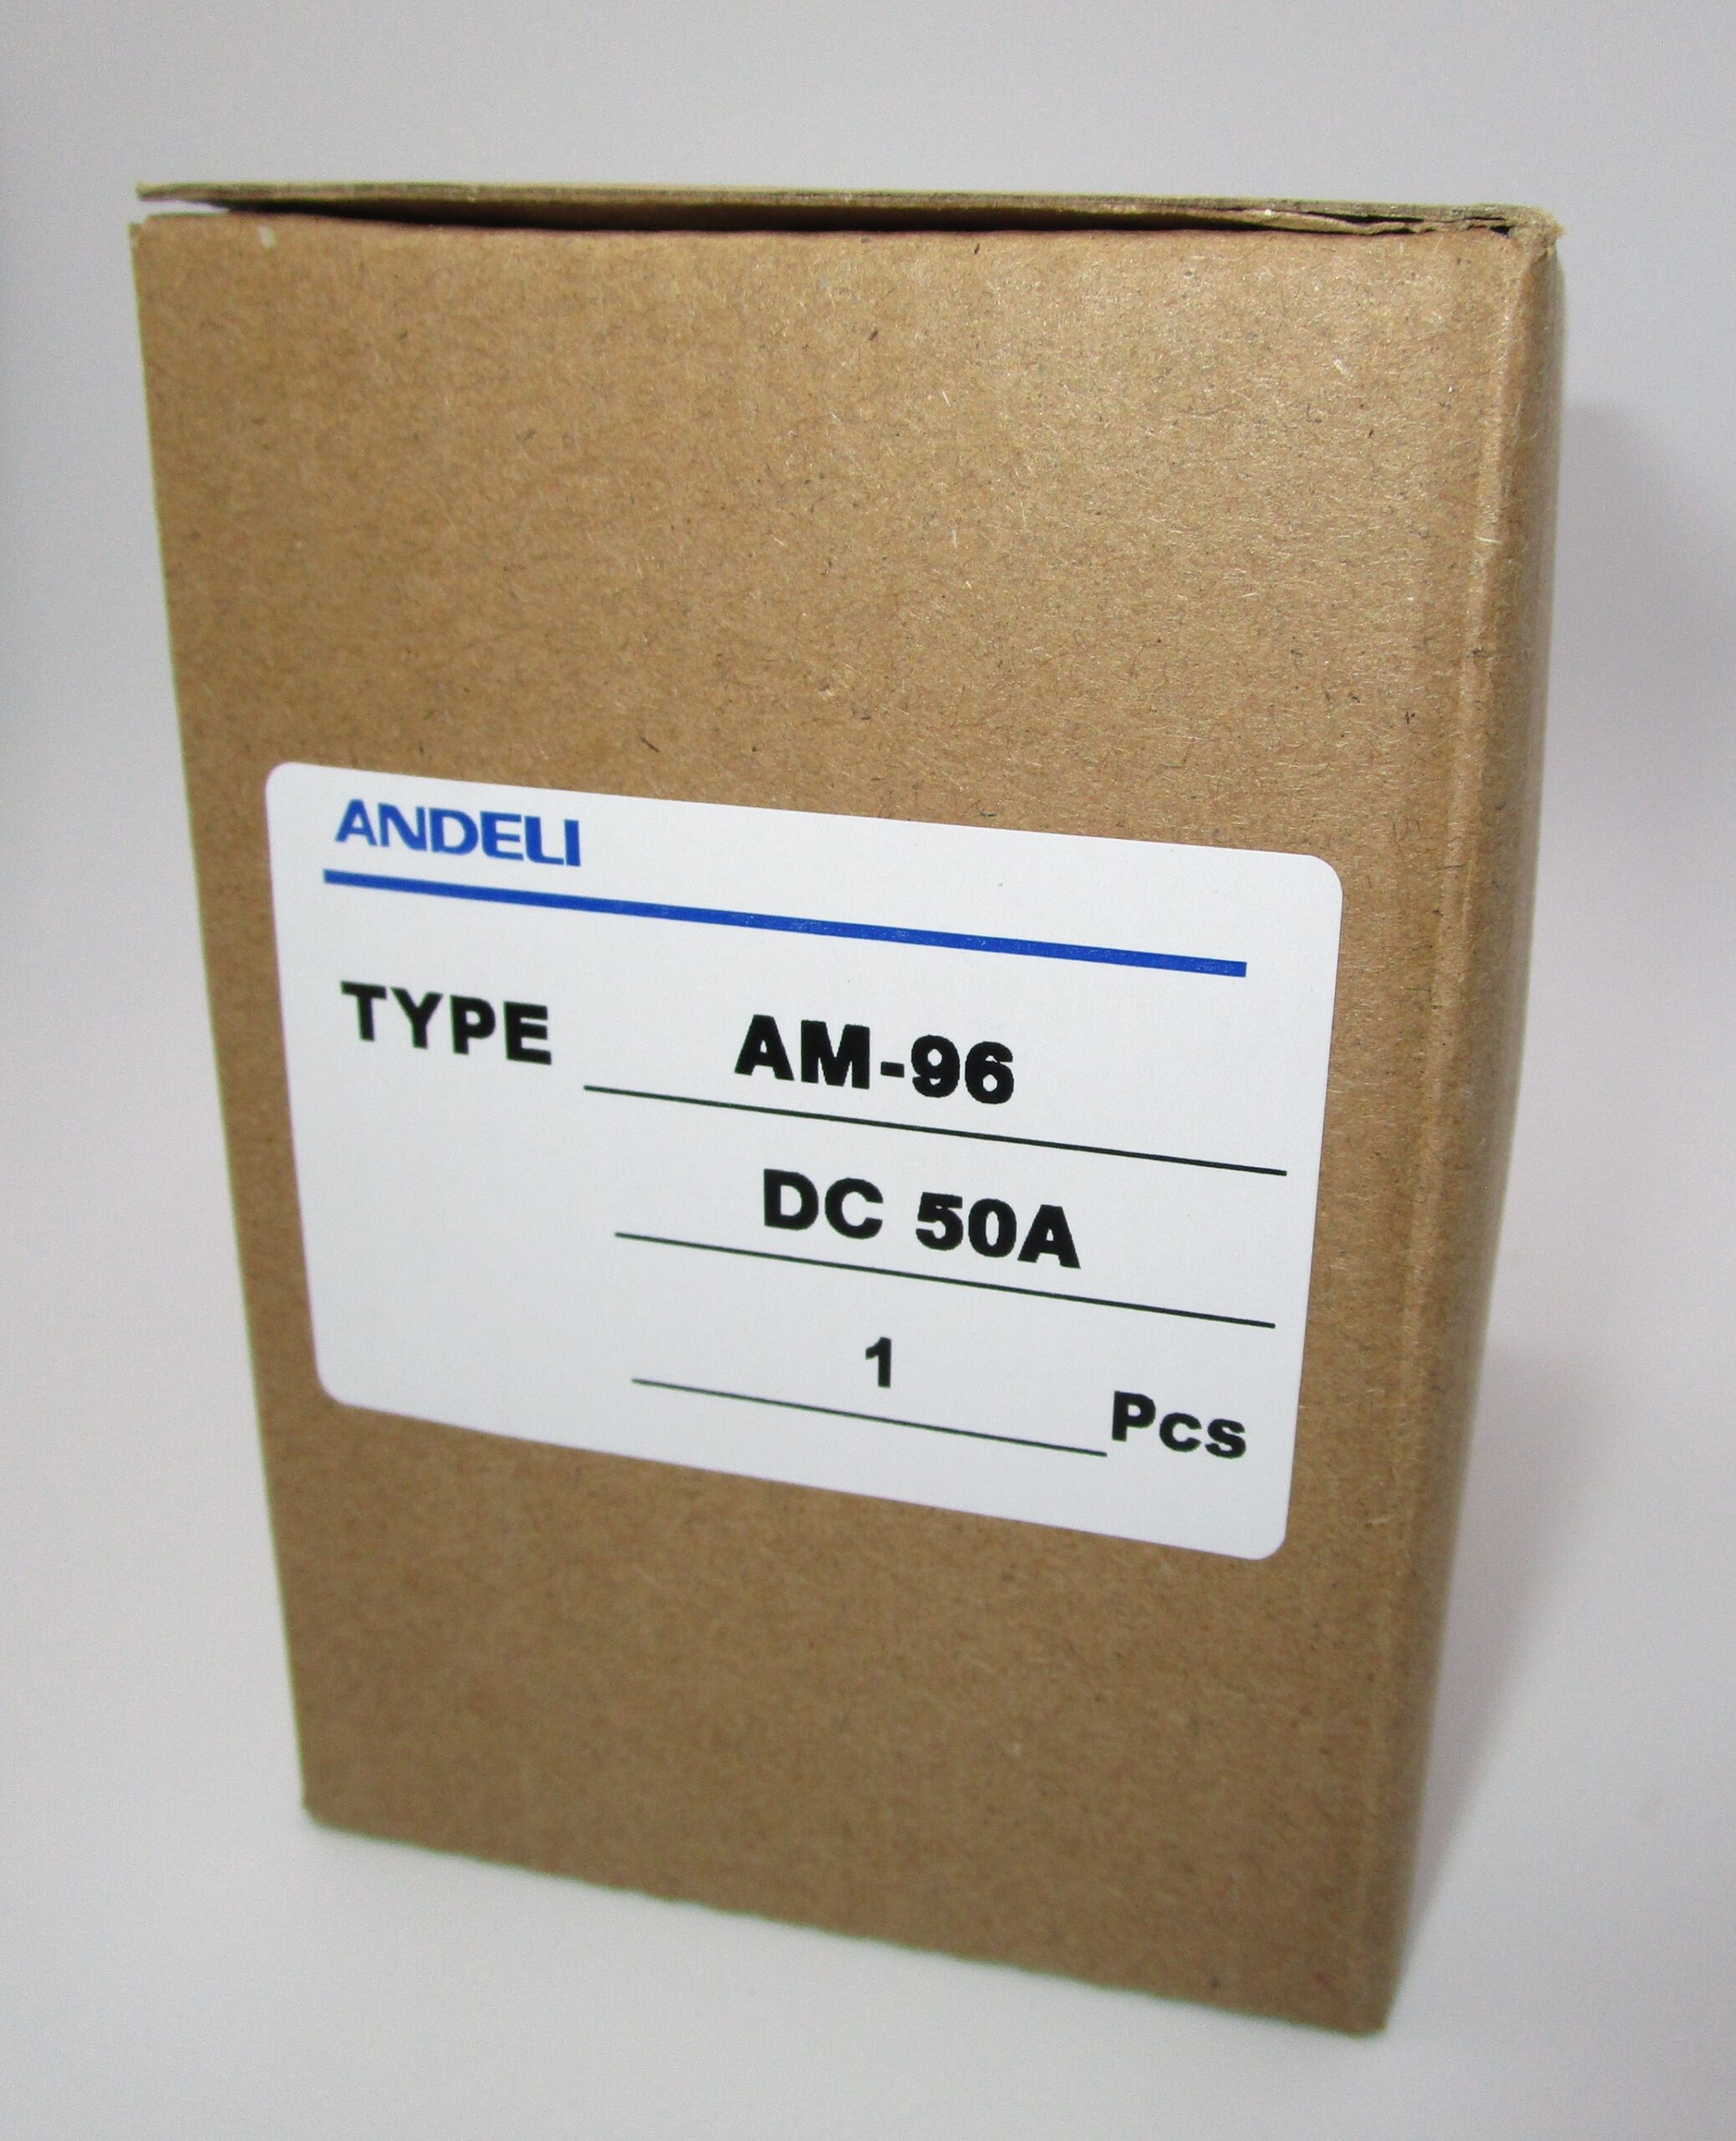 ANDELI
TYPE AM-96
DC 50A
1 Pcs